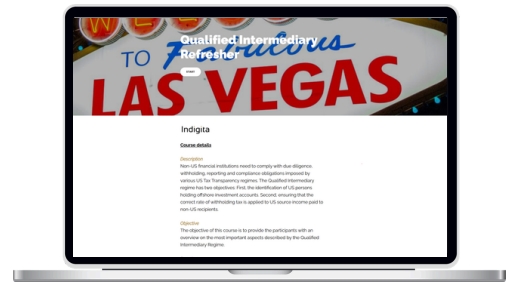 WE
TO Fabulous
LAS VEGAS
Qualified Intermediary
Refresher
START
Indigita
Course details
Description
Non-US financial institutions need to comply with due diligence,
withholding, reporting and compliance obligations imposed by
various US Tax Transparency regimes. The Qualified Intermediary
regime has two objectives. First, the identification of US persons
holding offshore investment accounts. Second, ensuring that the
correct rate of withholding tax is applied to US source income paid to
non-US recipients.
Objective
The objective of this course is to provide the participants with an
overview on the most important aspects described by the Qualified
Intermediary Regime.